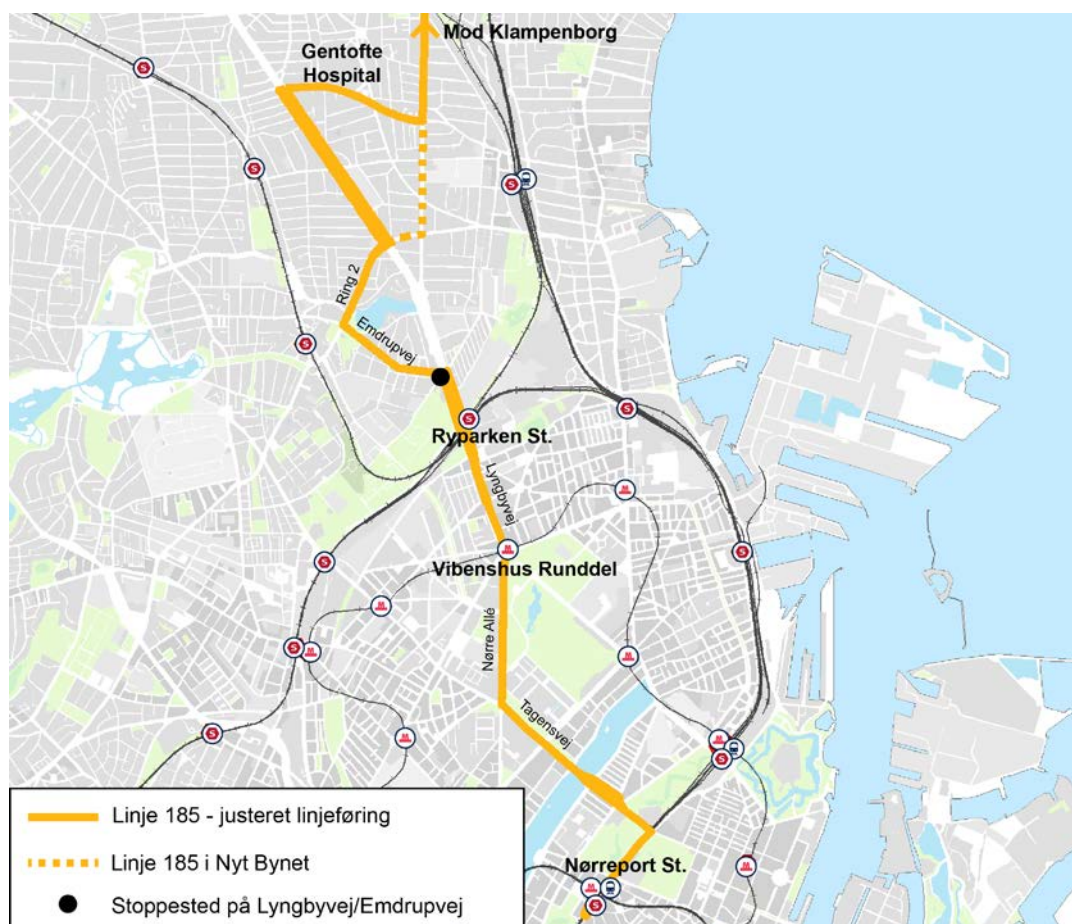 Mod Klampenborg
Gentofte
Hospital
Ring 2
Emdrupvej
Ryparken St.
Lyngbyvej
Vibenshus Runddel
Nørre Allé
Tagensvej
Nørreport St.
Linje 185 - justeret linjeføring
Linje 185 i Nyt Bynet
Stoppested på Lyngbyvej/Emdrupvej